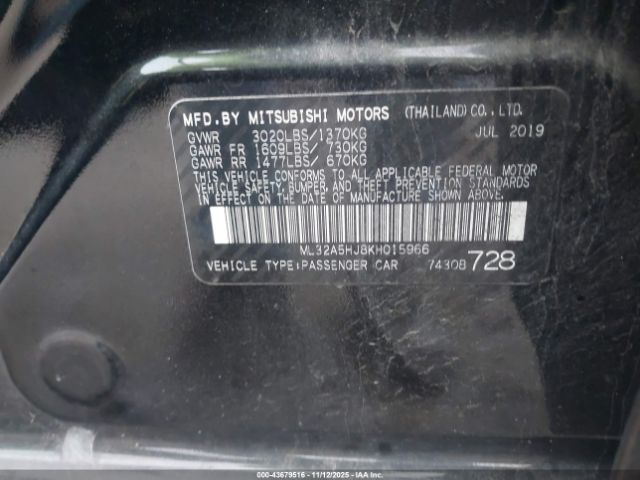 MFD.BY MITSUBISHI MOTORS (THAILAND) CO., LTD.
GVWR 3020LBS/1370KG JUL 2019
GAWR FR 1609LBS/ 730KG
GAWR RR 1477LBS/ 670KG
THIS VEHICLE CONFORMS TO ALL APPLICABLE FEDERAL MOTOR
VEHICLE SAFETY, BUMPER, AND THEFT PREVENTION STANDARDS
IN EFFECT ON THE DATE OF MANUFACTURE SHOWN ABOVE.
ML32A5HJ8KH015966
VEHICLE TYPE:PASSENGER CAR 74308 728
000-43679516 - 11/12/2025 - IAAI.COM